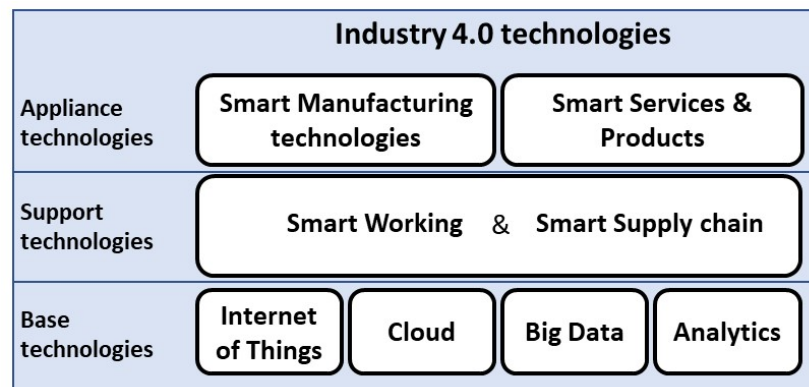 Industry 4.0 technologies
Appliance
technologies
Smart Manufacturing
technologies
Smart Services &
Products
Support
technologies
Smart Working & Smart Supply chain
Base
technologies
Internet
of Things
Cloud
Big Data
Analytics